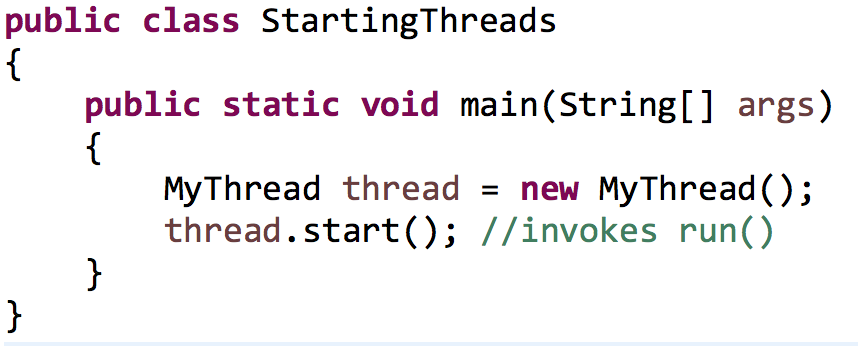 public class StartingThreads
{
    public static void main(String[] args)
    {
        MyThread thread = new MyThread();
        thread.start(); //invokes run()
    }
}